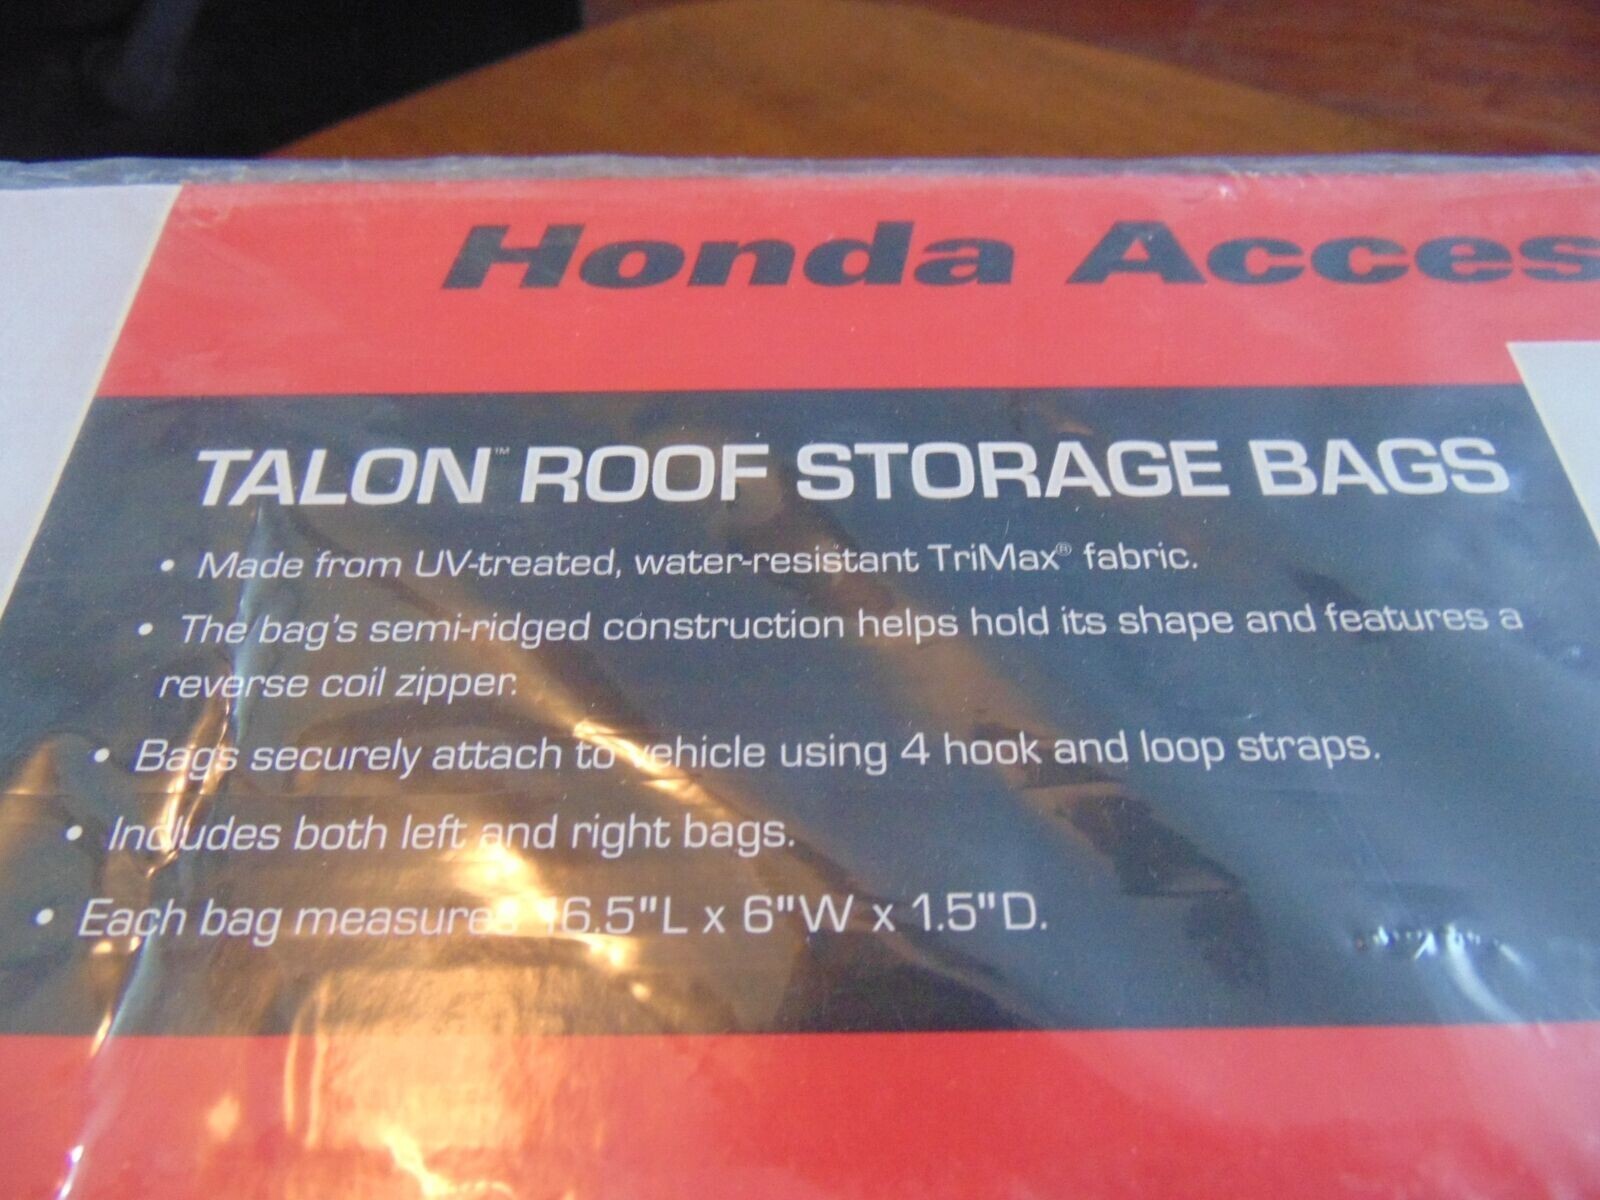 Honda Acces
TALON™ ROOF STORAGE BAGS
• Made from UV-treated, water-resistant TriMax® fabric.
• The bag's semi-ridged construction helps hold its shape and features a
reverse coil zipper.
• Bags securely attach to vehicle using 4 hook and loop straps.
• Includes both left and right bags.
• Each bag measures 16.5"L x 6"W x 1.5"D.